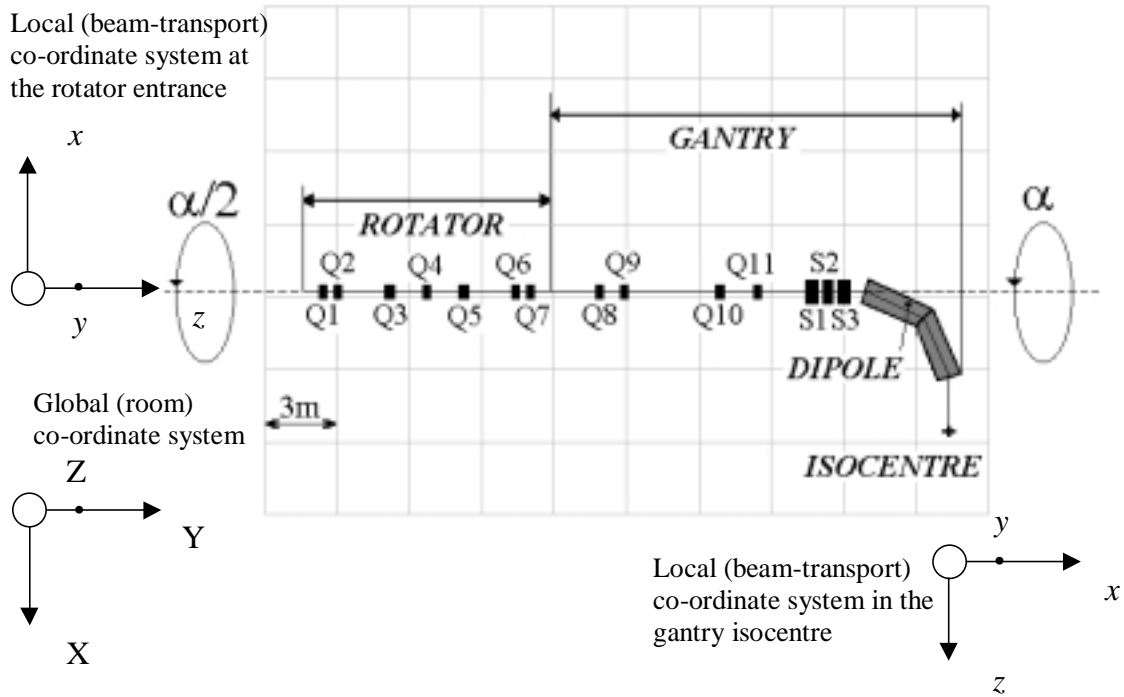 Local (beam-transport)
co-ordinate system at
the rotator entrance
x
y
z
α/2
α
GANTRY
ROTATOR
Q2
Q4
Q6
Q9
Q11
S2
Q1
Q3
Q5
Q7
Q8
Q10
S1 S3
DIPOLE
3m
ISOCENTRE
Global (room)
co-ordinate system
Z
Y
X
Local (beam-transport)
co-ordinate system in the
gantry isocentre
y
x
z